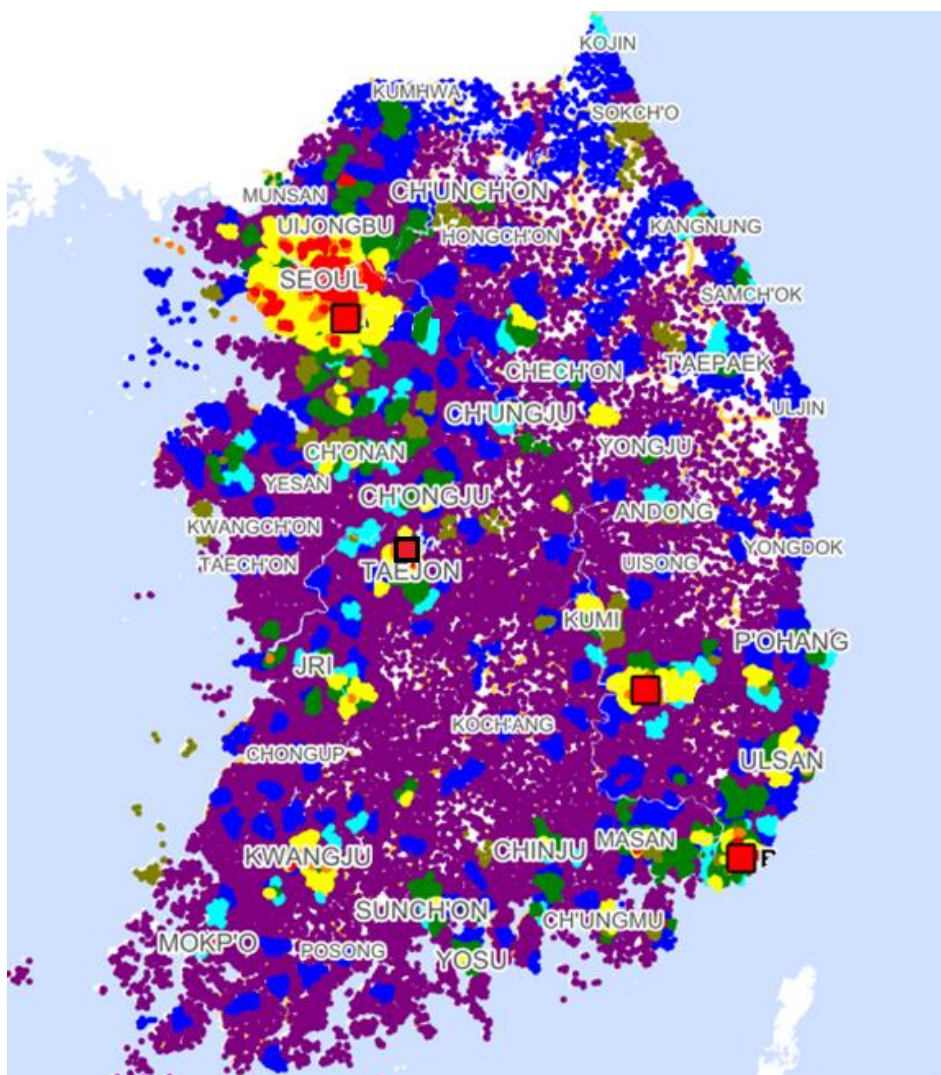 KOJIN
KUMHWA
SOKCH'O
MUNSAN
CH'UNCH'ON
UIJONGBU
KANGNUNG
HONGCH'ON
SEOUL
SAMCH'OK
CHECH'ON
T'AEPAEK
CH'UNGJU
ULJIN
CH'ONAN
YONGJU
YESAN
CH'ONGJU
ANDONG
KWANGCH'ON
YONGDOK
TAECH'ON
TAEJON
UISONG
KUMI
P'OHANG
JRI
KOCH'ANG
CHONGUP
ULSAN
MASAN
CHINJU
KWANGJU
SUNCH'ON
CH'UNGMU
MOKP'O
POSONG
YOSU